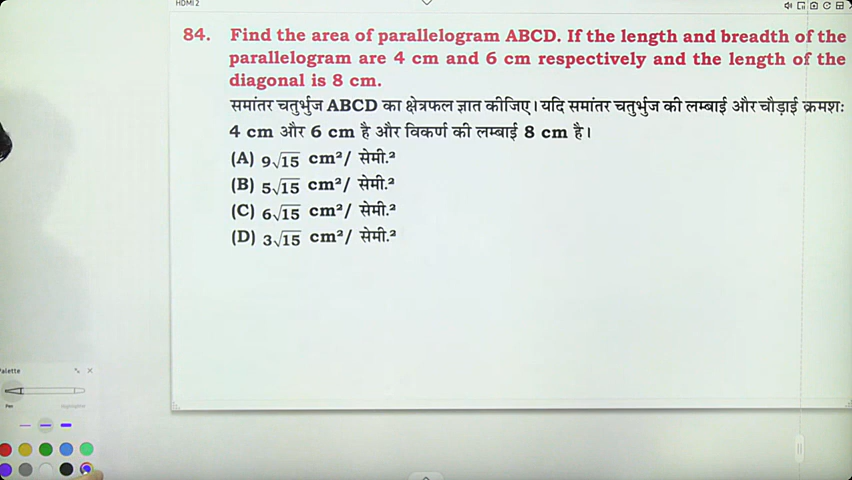 HDMI 2
84. Find the area of parallelogram ABCD. If the length and breadth of the
parallelogram are 4 cm and 6 cm respectively and the length of the
diagonal is 8 cm.
समांतर चतुर्भुज ABCD का क्षेत्रफल ज्ञात कीजिए। यदि समांतर चतुर्भुज की लम्बाई और चौड़ाई क्रमशः
4 cm और 6 cm है और विकर्ण की लम्बाई 8 cm है।
(A) 9√15 cm²/ सेमी.²
(B) 5√15 cm²/ सेमी.²
(C) 6√15 cm²/ सेमी.²
(D) 3√15 cm²/ सेमी.²
Palette
Pen
Highlighter